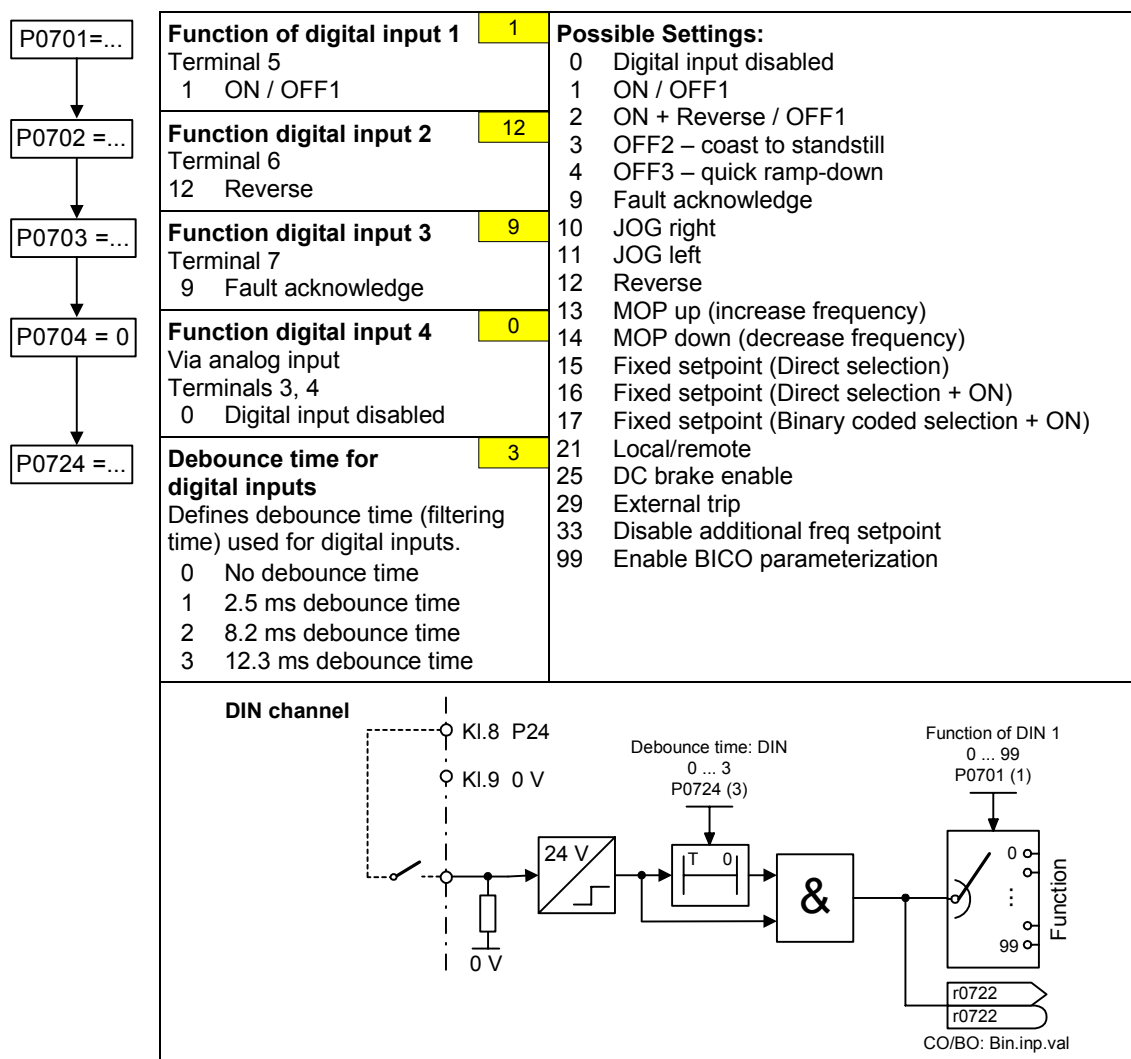 P0701=...
P0702 =...
P0703 =...
P0704 = 0
P0724 =...
Function of digital input 1 1
Terminal 5
1 ON / OFF1
Function digital input 2 12
Terminal 6
12 Reverse
Function digital input 3 9
Terminal 7
9 Fault acknowledge
Function digital input 4 0
Via analog input
Terminals 3, 4
0 Digital input disabled
Debounce time for 3
digital inputs
Defines debounce time (filtering
time) used for digital inputs.
0 No debounce time
1 2.5 ms debounce time
2 8.2 ms debounce time
3 12.3 ms debounce time
Possible Settings:
0 Digital input disabled
1 ON / OFF1
2 ON + Reverse / OFF1
3 OFF2 – coast to standstill
4 OFF3 – quick ramp-down
9 Fault acknowledge
10 JOG right
11 JOG left
12 Reverse
13 MOP up (increase frequency)
14 MOP down (decrease frequency)
15 Fixed setpoint (Direct selection)
16 Fixed setpoint (Direct selection + ON)
17 Fixed setpoint (Binary coded selection + ON)
21 Local/remote
25 DC brake enable
29 External trip
33 Disable additional freq setpoint
99 Enable BICO parameterization
DIN channel
Kl.8 P24
Kl.9 0 V
0 V
24 V
Debounce time: DIN
0 ... 3
P0724 (3)
T 0
&
Function of DIN 1
0 ... 99
P0701 (1)
0
⋮
99
Function
r0722
r0722
CO/BO: Bin.inp.val